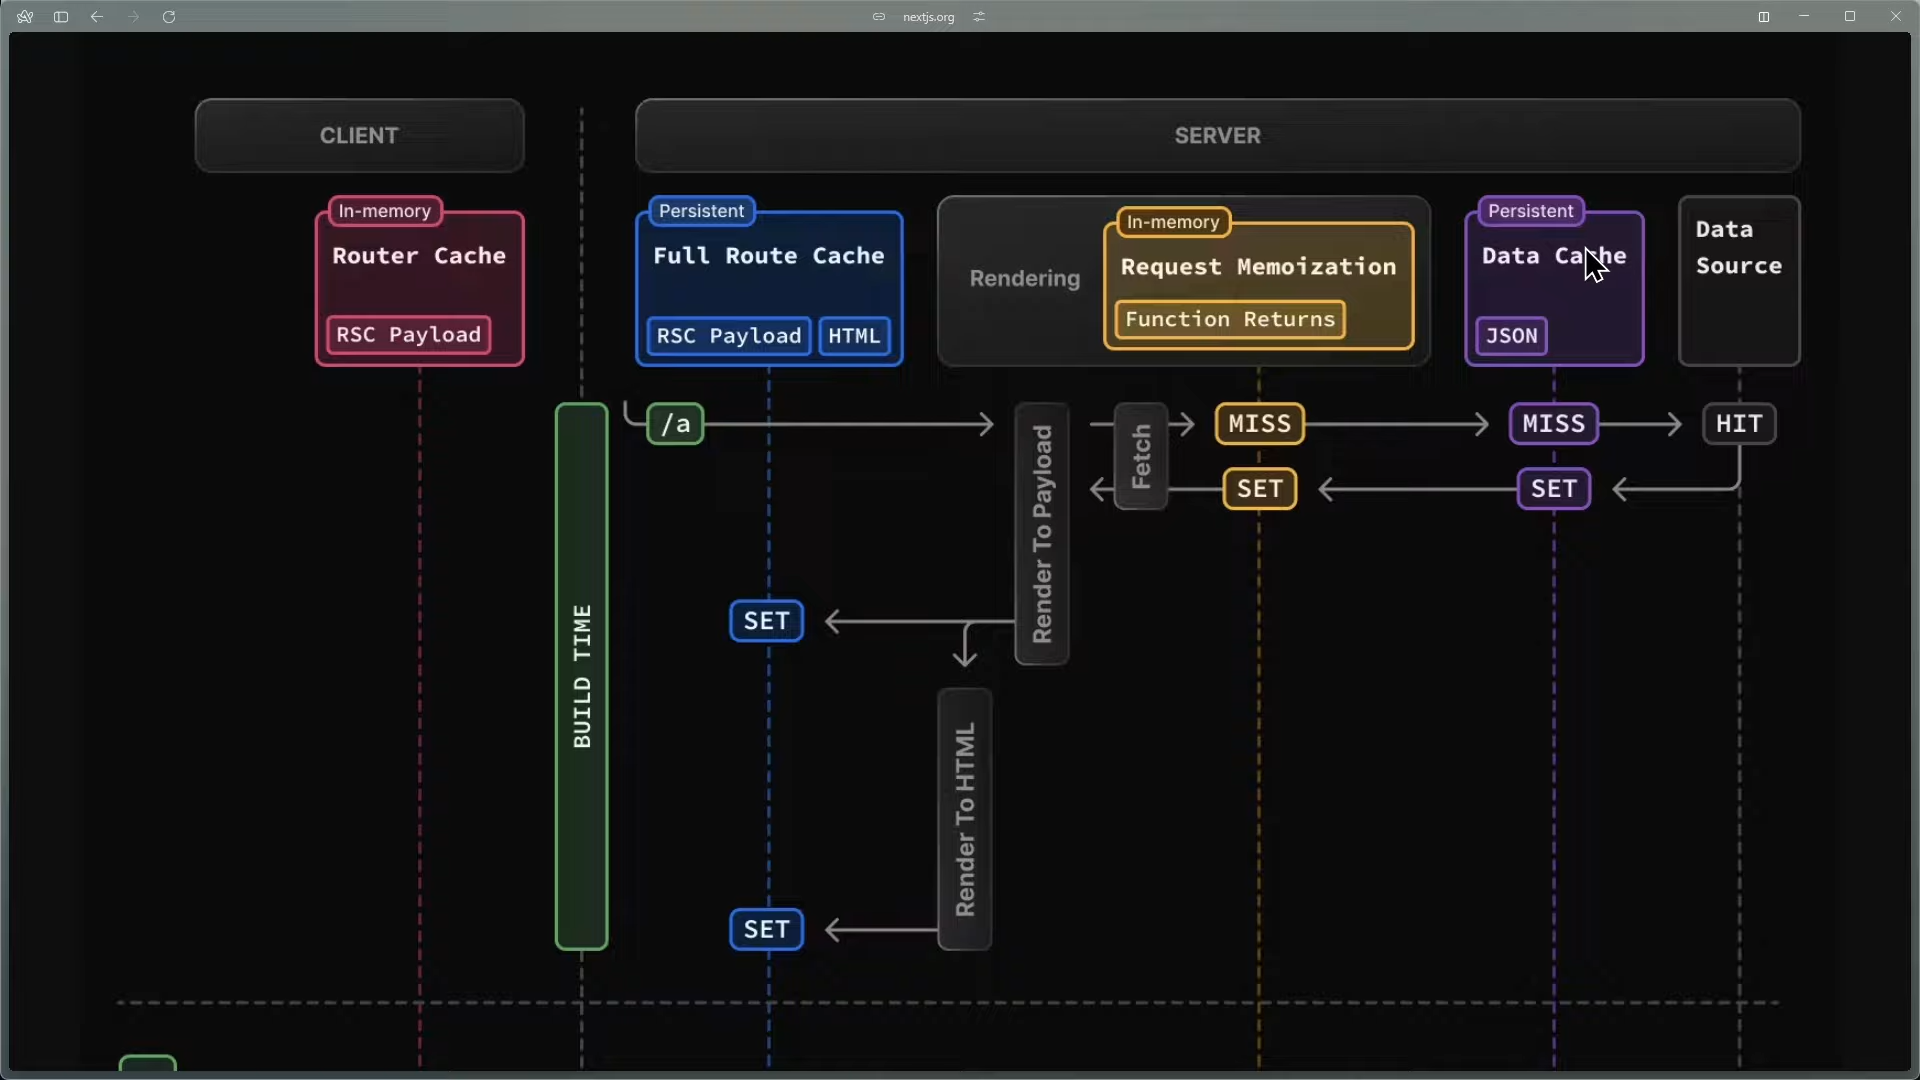 nextjs.org
CLIENT
SERVER
In-memory
Router Cache
RSC Payload
Persistent
Full Route Cache
RSC Payload
HTML
Rendering
In-memory
Request Memoization
Function Returns
Persistent
Data Cache
JSON
Data
Source
BUILD TIME
/a
Render To Payload
Fetch
MISS
MISS
HIT
SET
SET
SET
Render To HTML
SET